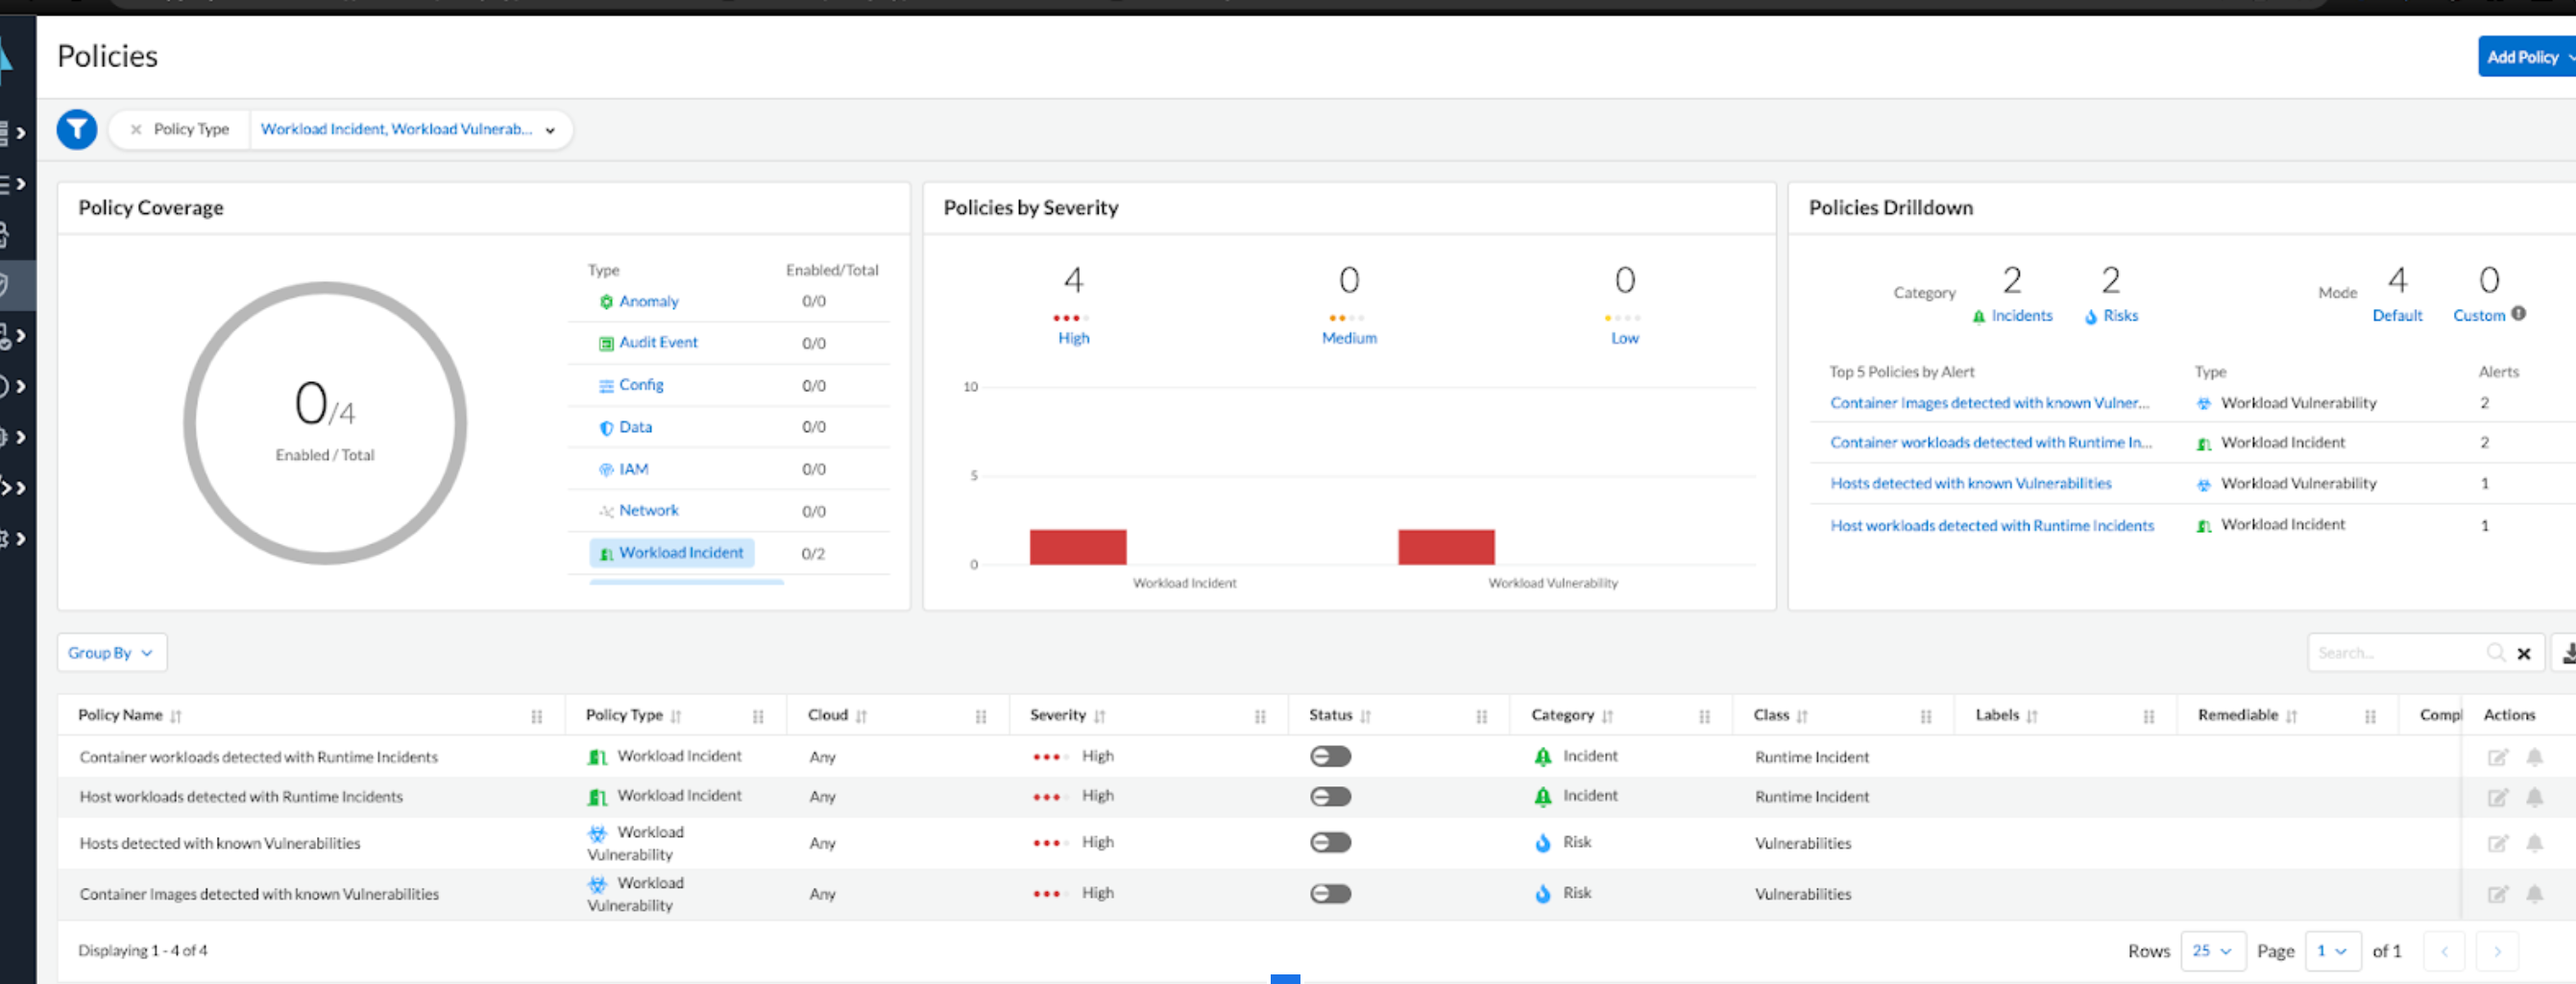 Policies
Add Policy
Policy Type
Workload Incident, Workload Vulnerab...
Policy Coverage
0/4
Enabled / Total
Type Enabled/Total
Anomaly 0/0
Audit Event 0/0
Config 0/0
Data 0/0
IAM 0/0
Network 0/0
Workload Incident 0/2
Policies by Severity
4 0 0
High Medium Low
10
5
0
Workload Incident Workload Vulnerability
Policies Drilldown
Category 2 2 Mode 4 0
Incidents Risks Default Custom
Top 5 Policies by Alert Type Alerts
Container Images detected with known Vulner... Workload Vulnerability 2
Container workloads detected with Runtime In... Workload Incident 2
Hosts detected with known Vulnerabilities Workload Vulnerability 1
Host workloads detected with Runtime Incidents Workload Incident 1
Group By
Search...
Policy Name Policy Type Cloud Severity Status Category Class Labels Remediable Compl Actions
Container workloads detected with Runtime Incidents Workload Incident Any High Incident Runtime Incident
Host workloads detected with Runtime Incidents Workload Incident Any High Incident Runtime Incident
Hosts detected with known Vulnerabilities Workload Vulnerability Any High Risk Vulnerabilities
Container Images detected with known Vulnerabilities Workload Vulnerability Any High Risk Vulnerabilities
Displaying 1 - 4 of 4
Rows 25 Page 1 of 1